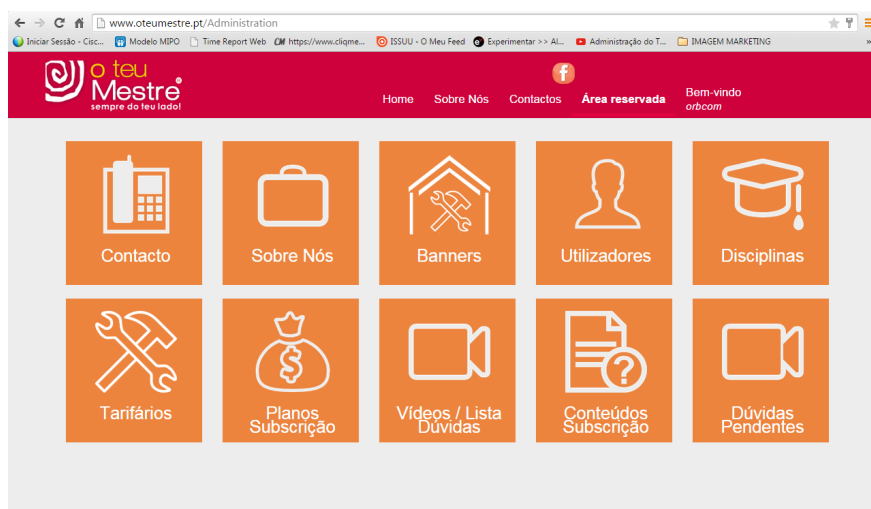 www.oteumestre.pt/Administration
Iniciar Sessão - Cisc... Modelo MIPO Time Report Web CM https://www.cliqme... ISSUU - O Meu Feed Experimentar >> Al... Administração do T... IMAGEM MARKETING »
o teu
Mestre
sempre do teu lado!
f
Home Sobre Nós Contactos Área reservada
Bem-vindo
orbcom
Contacto Sobre Nós Banners Utilizadores Disciplinas
$ ?
Tarifários
Planos
Subscrição
Vídeos / Lista
Dúvidas
Conteúdos
Subscrição
Dúvidas
Pendentes